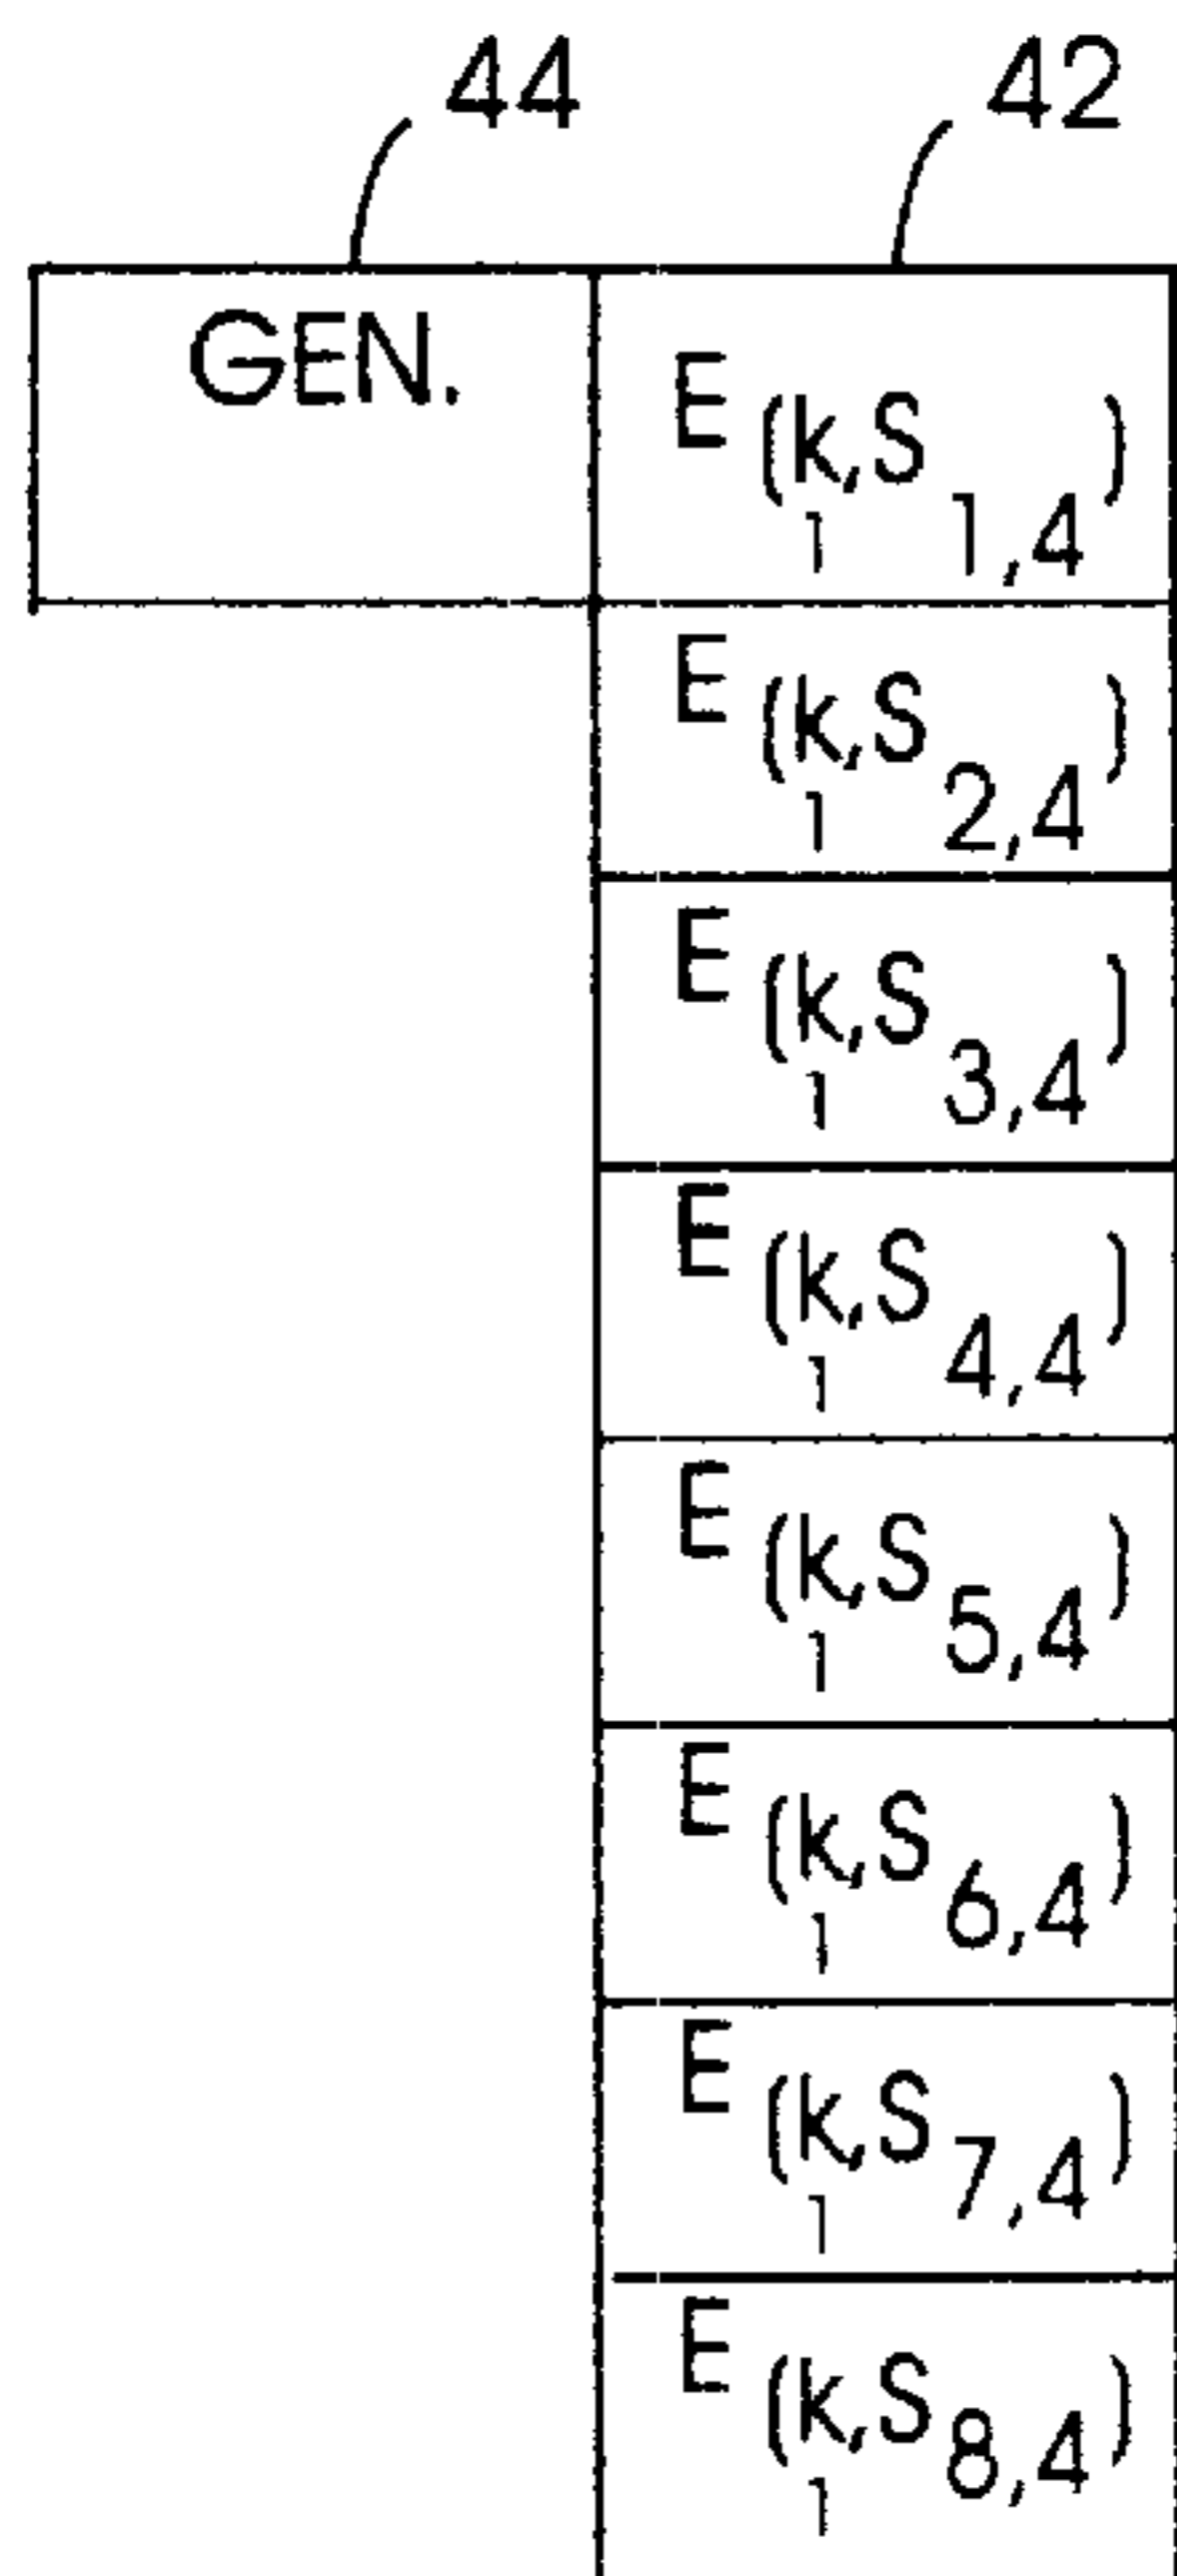 44 42
GEN.
E (k₁,S₁,₄)
E (k₁,S₂,₄)
E (k₁,S₃,₄)
E (k₁,S₄,₄)
E (k₁,S₅,₄)
E (k₁,S₆,₄)
E (k₁,S₇,₄)
E (k₁,S₈,₄)